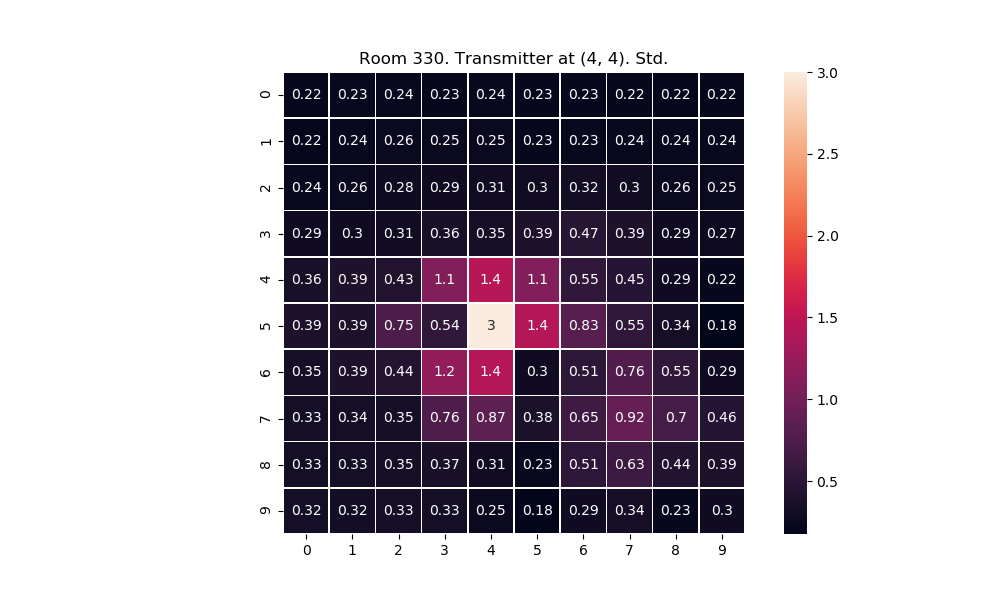 Room 330. Transmitter at (4, 4). Std.
0 0.22 0.23 0.24 0.23 0.24 0.23 0.23 0.22 0.22 0.22
1 0.22 0.24 0.26 0.25 0.25 0.23 0.23 0.24 0.24 0.24
2 0.24 0.26 0.28 0.29 0.31 0.3 0.32 0.3 0.26 0.25
3 0.29 0.3 0.31 0.36 0.35 0.39 0.47 0.39 0.29 0.27
4 0.36 0.39 0.43 1.1 1.4 1.1 0.55 0.45 0.29 0.22
5 0.39 0.39 0.75 0.54 3 1.4 0.83 0.55 0.34 0.18
6 0.35 0.39 0.44 1.2 1.4 0.3 0.51 0.76 0.55 0.29
7 0.33 0.34 0.35 0.76 0.87 0.38 0.65 0.92 0.7 0.46
8 0.33 0.33 0.35 0.37 0.31 0.23 0.51 0.63 0.44 0.39
9 0.32 0.32 0.33 0.33 0.25 0.18 0.29 0.34 0.23 0.3
0 1 2 3 4 5 6 7 8 9
3.0
2.5
2.0
1.5
1.0
0.5